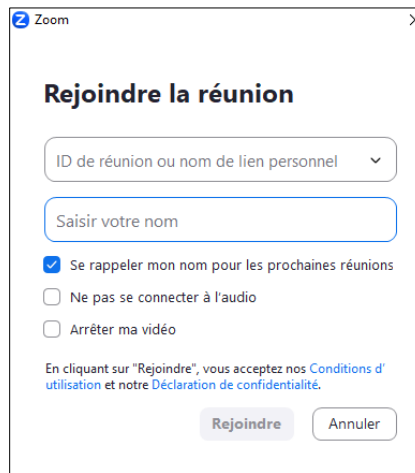 Zoom
Rejoindre la réunion
ID de réunion ou nom de lien personnel
Saisir votre nom
Se rappeler mon nom pour les prochaines réunions
Ne pas se connecter à l'audio
Arrêter ma vidéo
En cliquant sur "Rejoindre", vous acceptez nos Conditions d'
utilisation et notre Déclaration de confidentialité.
Rejoindre Annuler